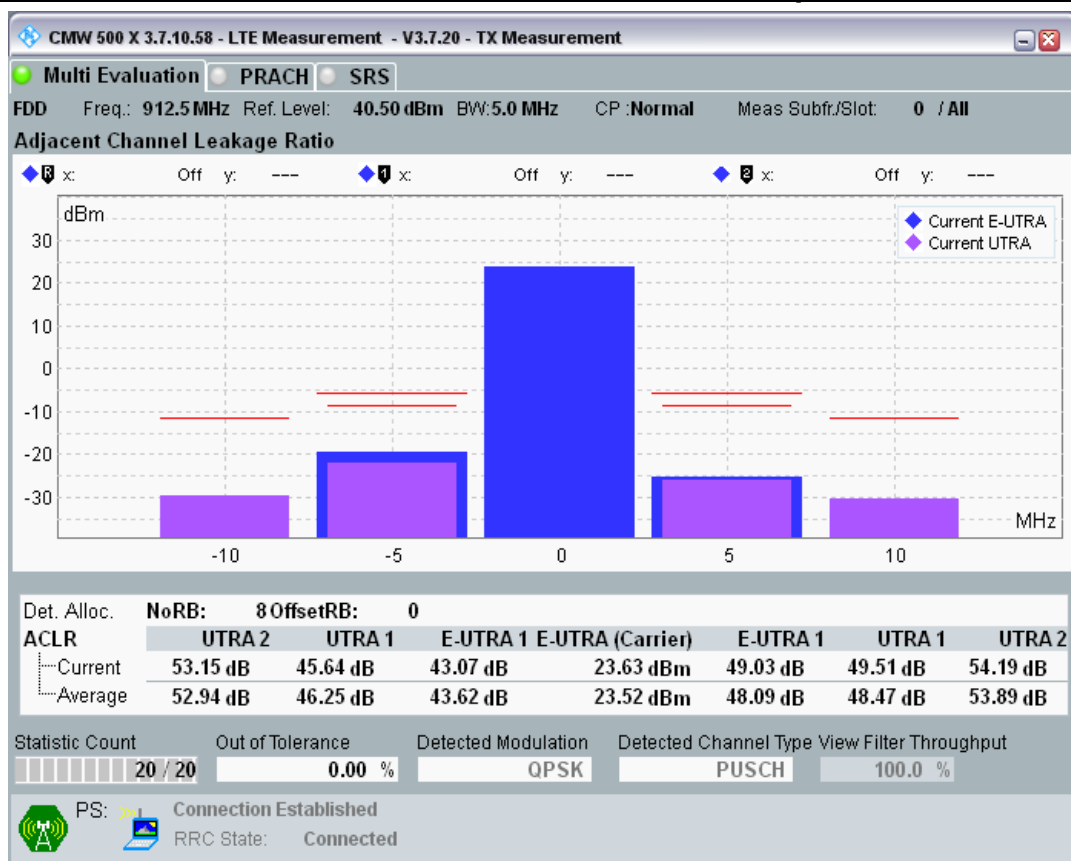 CMW 500 X 3.7.10.58 - LTE Measurement - V3.7.20 - TX Measurement
Multi Evaluation PRACH SRS
FDD Freq.: 912.5 MHz Ref. Level: 40.50 dBm BW:5.0 MHz CP :Normal Meas Subfr./Slot: 0 / All
Adjacent Channel Leakage Ratio
R x: Off y: --- 1 x: Off y: --- 2 x: Off y: ---
dBm
Current E-UTRA
Current UTRA
30
20
10
0
-10
-20
-30
MHz
-10 -5 0 5 10
Det. Alloc. NoRB: 8 OffsetRB: 0
ACLR UTRA 2 UTRA 1 E-UTRA 1 E-UTRA (Carrier) E-UTRA 1 UTRA 1 UTRA 2
Current 53.15 dB 45.64 dB 43.07 dB 23.63 dBm 49.03 dB 49.51 dB 54.19 dB
Average 52.94 dB 46.25 dB 43.62 dB 23.52 dBm 48.09 dB 48.47 dB 53.89 dB
Statistic Count Out of Tolerance Detected Modulation Detected Channel Type View Filter Throughput
20 / 20 0.00 % QPSK PUSCH 100.0 %
PS: Connection Established
RRC State: Connected